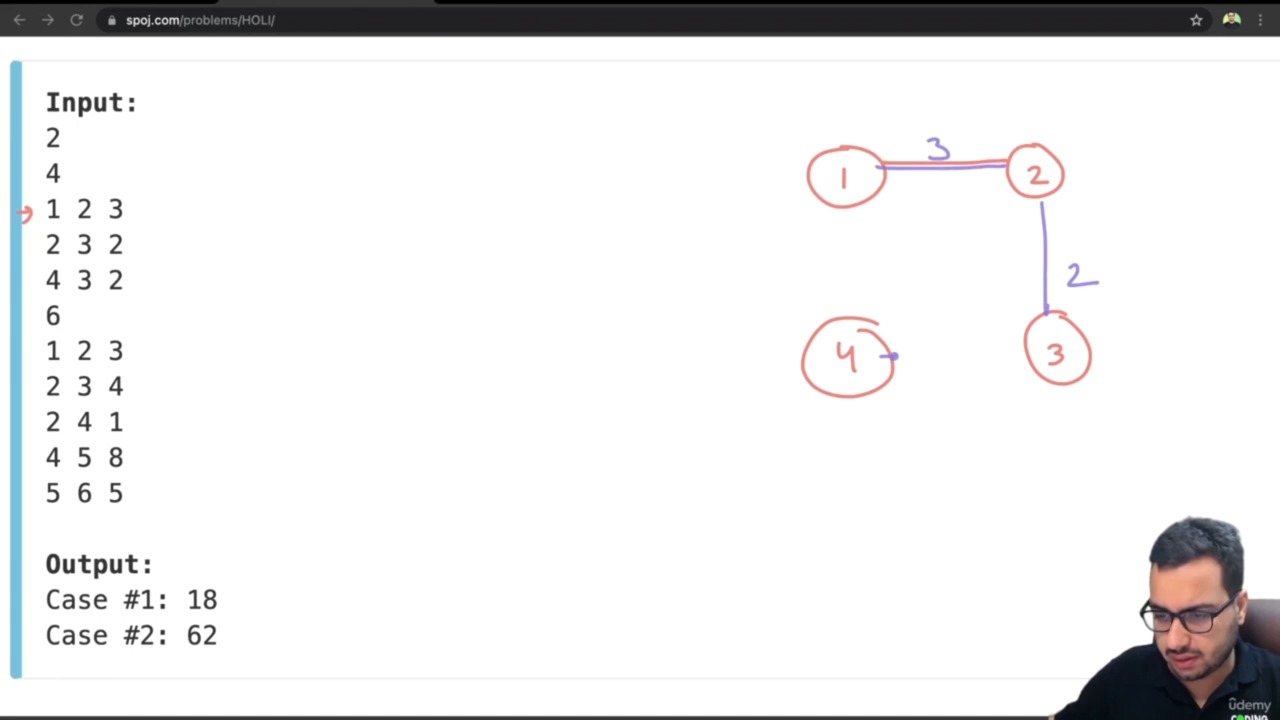 spoj.com/problems/HOLI/
Input:
2
4
1 2 3
2 3 2
4 3 2
6
1 2 3
2 3 4
2 4 1
4 5 8
5 6 5
Output:
Case #1: 18
Case #2: 62
1
3
2
2
4
3
ûdemy
CODING